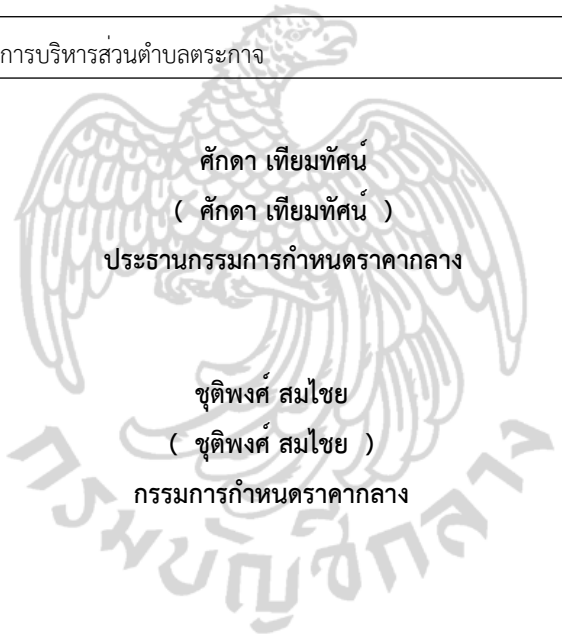 การบริหารส่วนตำบลตระกาจ
ศักดา เทียมทัศน์
( ศักดา เทียมทัศน์ )
ประธานกรรมการกำหนดราคากลาง
ชุติพงศ์ สมไชย
( ชุติพงศ์ สมไชย )
กรรมการกำหนดราคากลาง
กรมบัญชีกลาง